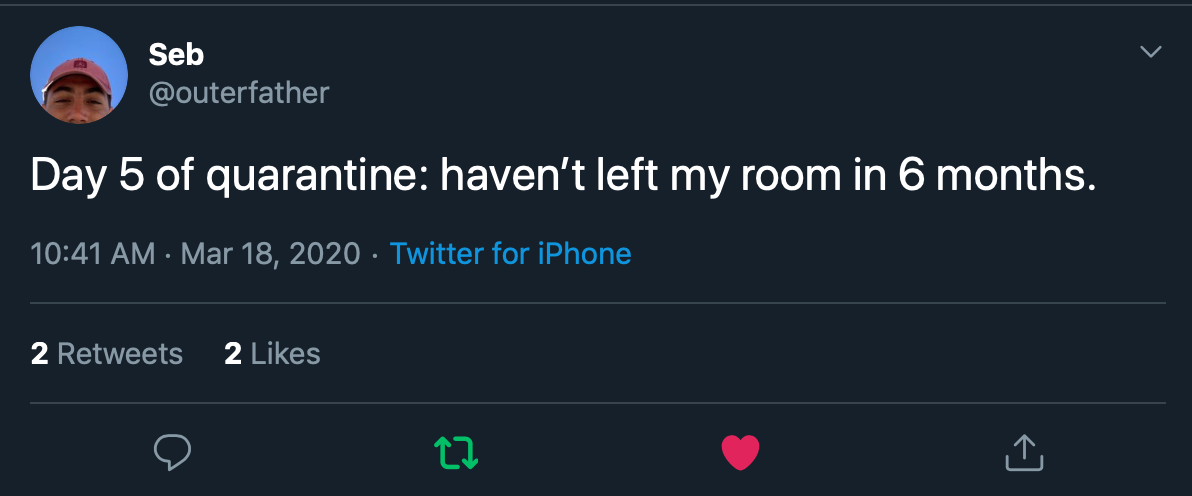 Seb
@outerfather
Day 5 of quarantine: haven’t left my room in 6 months.
10:41 AM · Mar 18, 2020 · Twitter for iPhone
2 Retweets 2 Likes